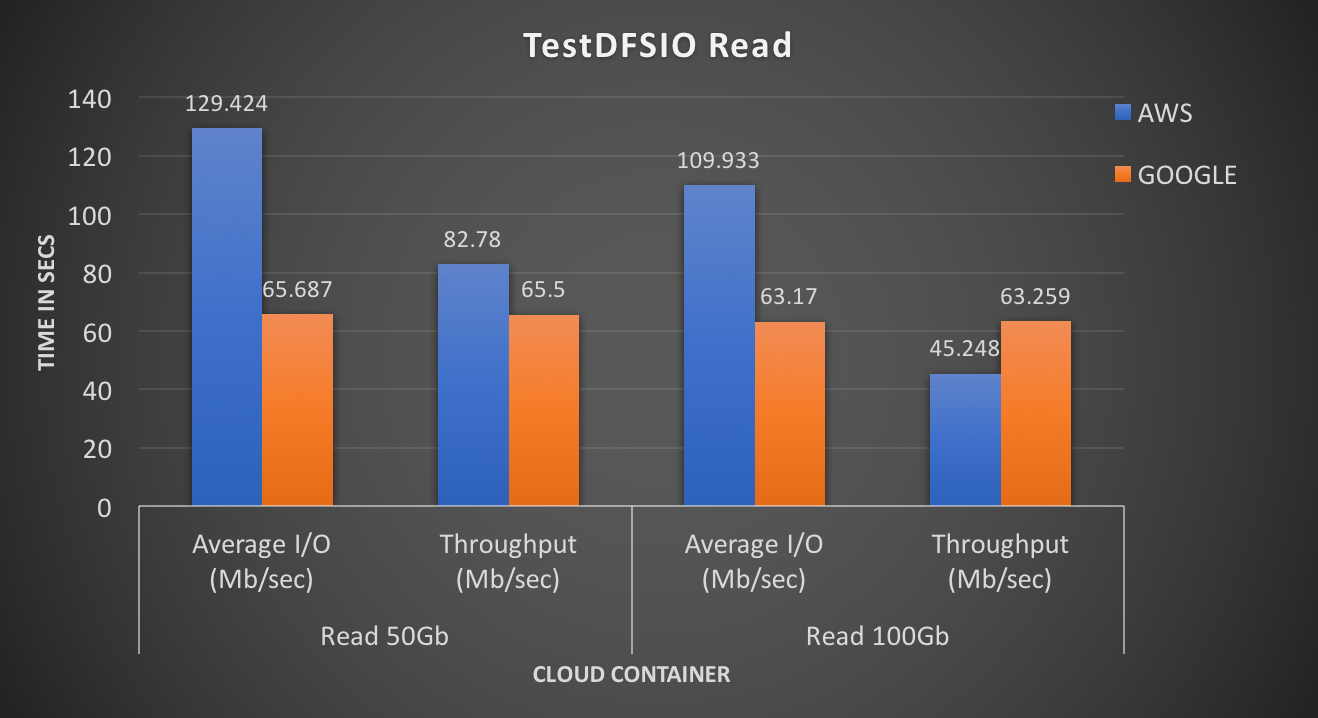 TestDFSIO Read
140
120
100
80
60
40
20
0
TIME IN SECS
129.424
65.687
82.78
65.5
109.933
63.17
45.248
63.259
AWS
GOOGLE
Average I/O
(Mb/sec)
Throughput
(Mb/sec)
Average I/O
(Mb/sec)
Throughput
(Mb/sec)
Read 50Gb
Read 100Gb
CLOUD CONTAINER